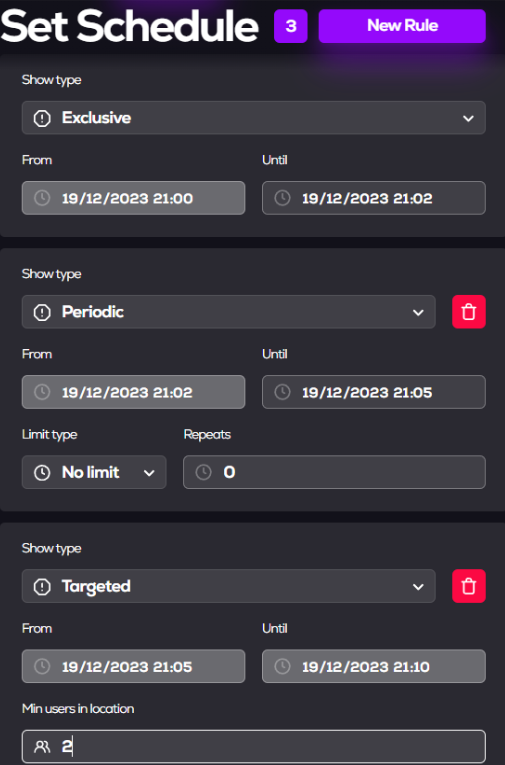 Set Schedule 3 New Rule
Show type
Exclusive
From Until
19/12/2023 21:00 19/12/2023 21:02
Show type
Periodic
From Until
19/12/2023 21:02 19/12/2023 21:05
Limit type Repeats
No limit 0
Show type
Targeted
From Until
19/12/2023 21:05 19/12/2023 21:10
Min users in location
2